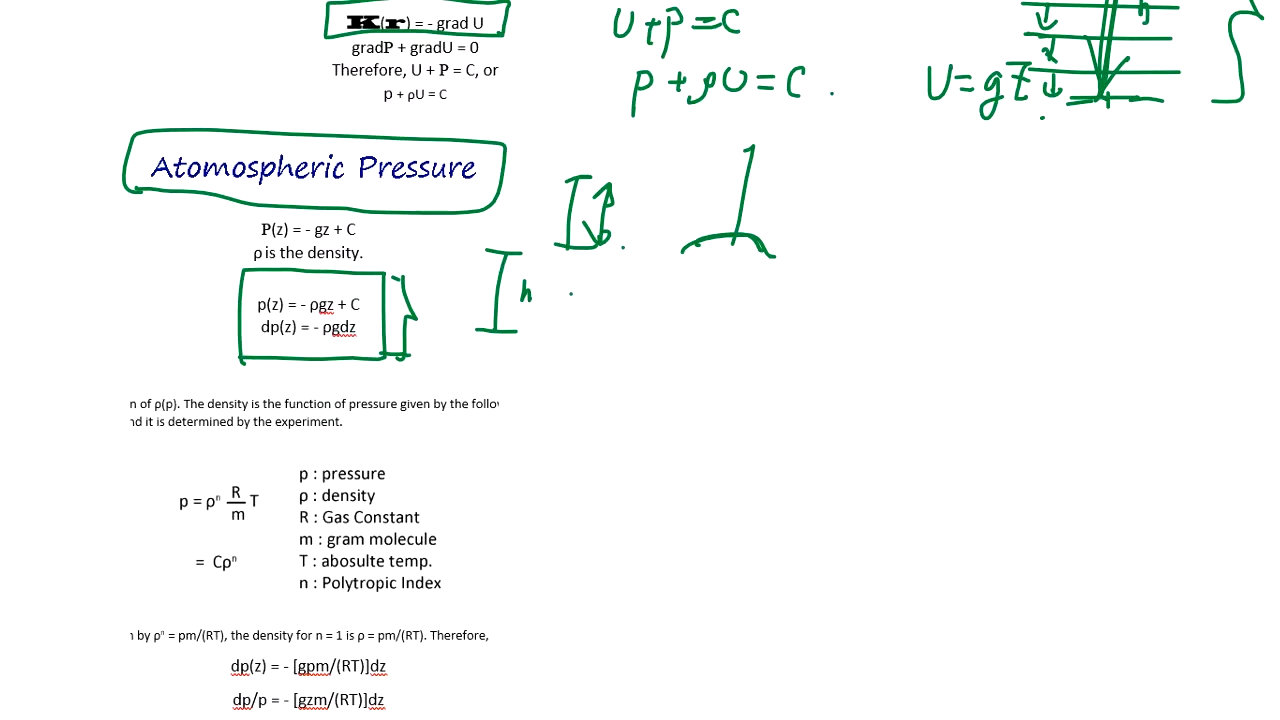 K(r) = - grad U
gradP + gradU = 0
Therefore, U + P = C, or
p + ρU = C
U+P=C
p+ρU=C.
U=gZ.
Atomospheric Pressure
P(z) = - gz + C
ρ is the density.
p(z) = - ρgz + C
dp(z) = - ρgdz
h
n of ρ(p). The density is the function of pressure given by the follo
nd it is determined by the experiment.
p = ρⁿ R/m T
= Cρⁿ
p : pressure
ρ : density
R : Gas Constant
m : gram molecule
T : abosulte temp.
n : Polytropic Index
by ρⁿ = pm/(RT), the density for n = 1 is ρ = pm/(RT). Therefore,
dp(z) = - [gpm/(RT)]dz
dp/p = - [gzm/(RT)]dz